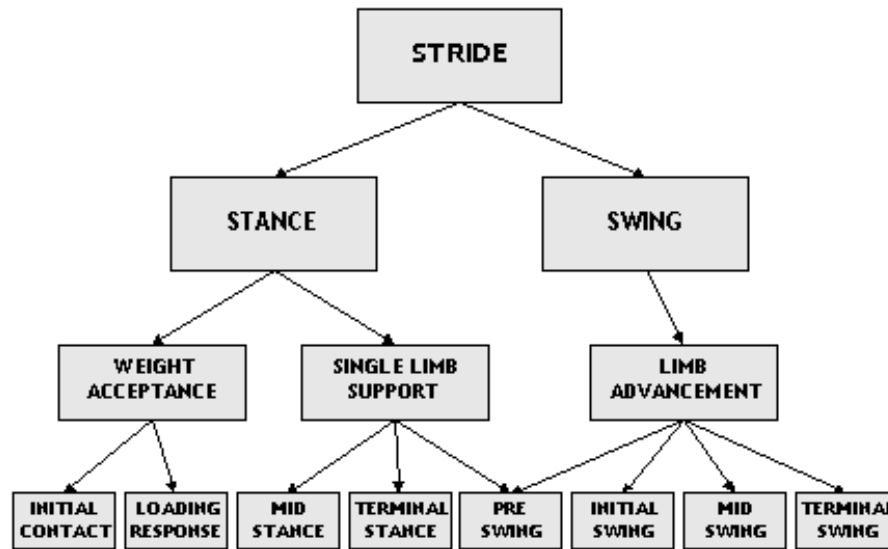 STRIDE
STANCE
SWING
WEIGHT
ACCEPTANCE
SINGLE LIMB
SUPPORT
LIMB
ADVANCEMENT
INITIAL
CONTACT
LOADING
RESPONSE
MID
STANCE
TERMINAL
STANCE
PRE
SWING
INITIAL
SWING
MID
SWING
TERMINAL
SWING